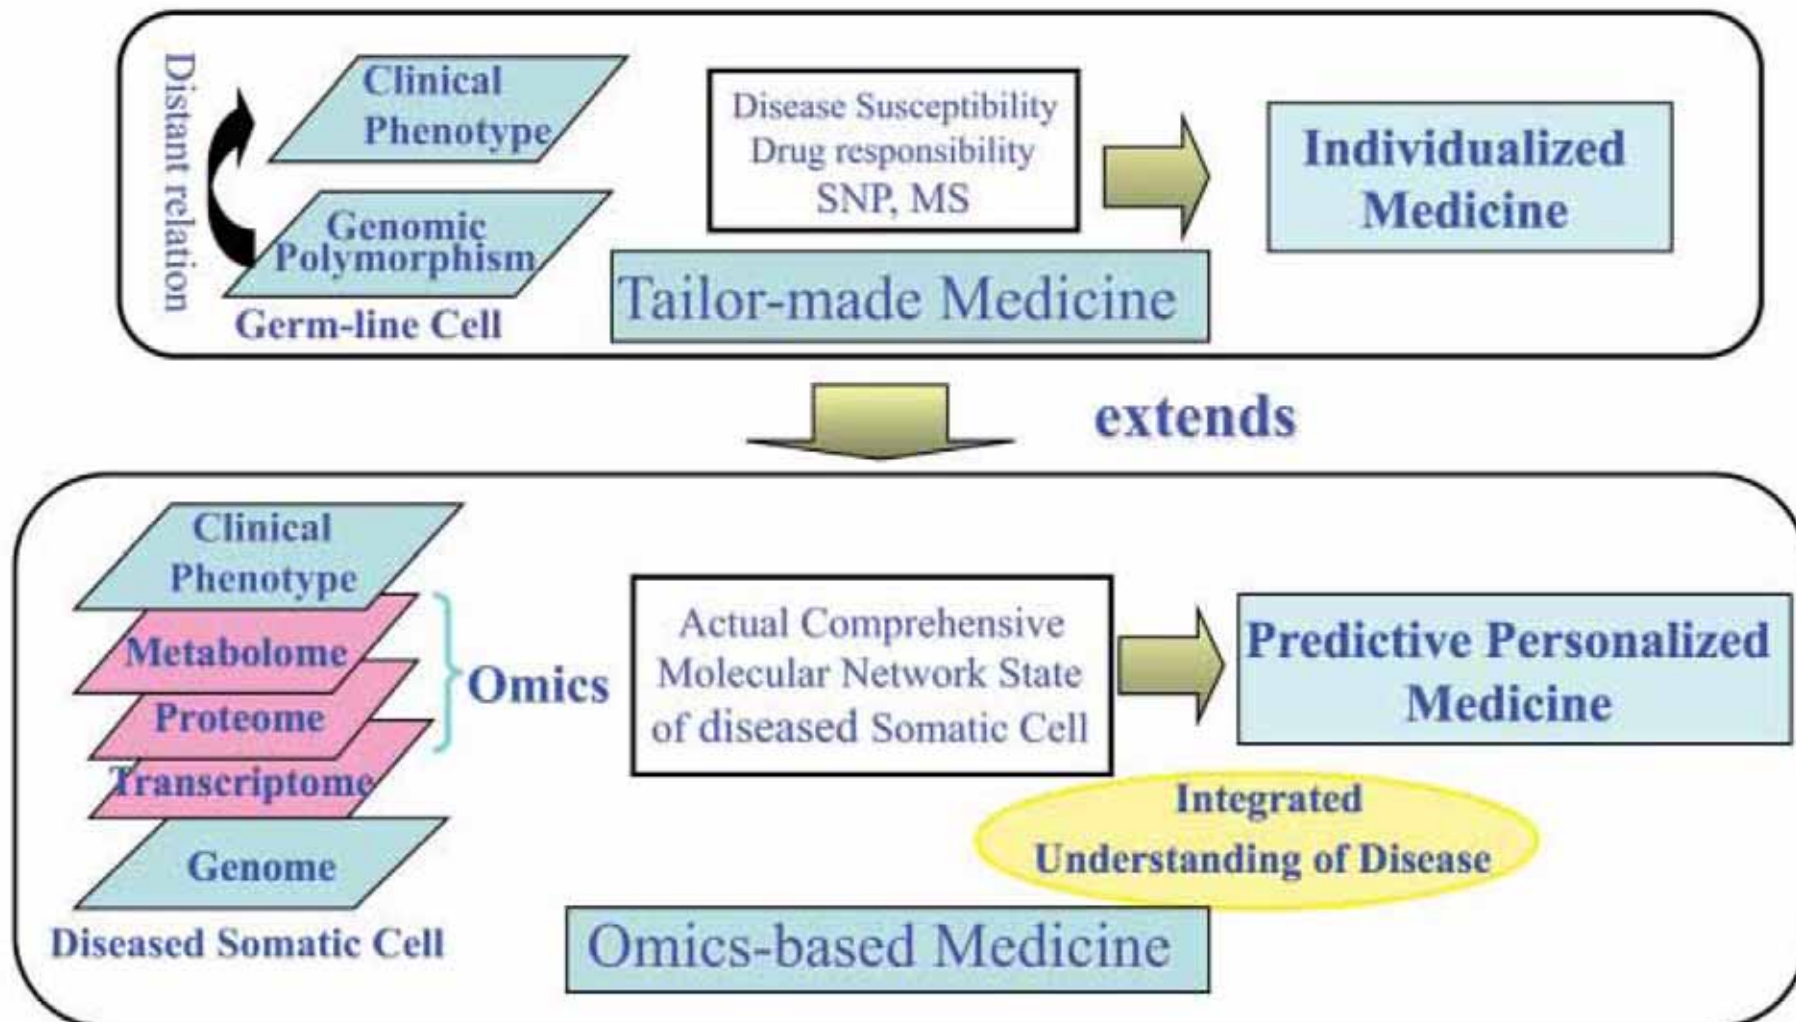 Distant relation
Clinical
Phenotype
Genomic
Polymorphism
Germ-line Cell
Disease Susceptibility
Drug responsibility
SNP, MS
Tailor-made Medicine
Individualized
Medicine
extends
Clinical
Phenotype
Metabolome
Proteome
Transcriptome
Genome
Diseased Somatic Cell
Omics
Actual Comprehensive
Molecular Network State
of diseased Somatic Cell
Predictive Personalized
Medicine
Integrated
Understanding of Disease
Omics-based Medicine